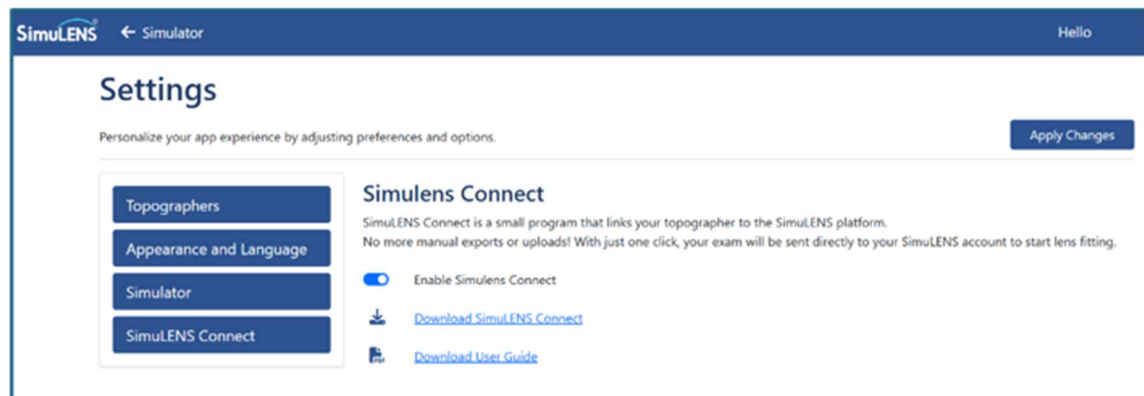 SimuLENS® ← Simulator Hello
Settings
Personalize your app experience by adjusting preferences and options.
Apply Changes
Topographers
Appearance and Language
Simulator
SimuLENS Connect
Simulens Connect
SimuLENS Connect is a small program that links your topographer to the SimuLENS platform.
No more manual exports or uploads! With just one click, your exam will be sent directly to your SimuLENS account to start lens fitting.
Enable Simulens Connect
Download SimuLENS Connect
Download User Guide